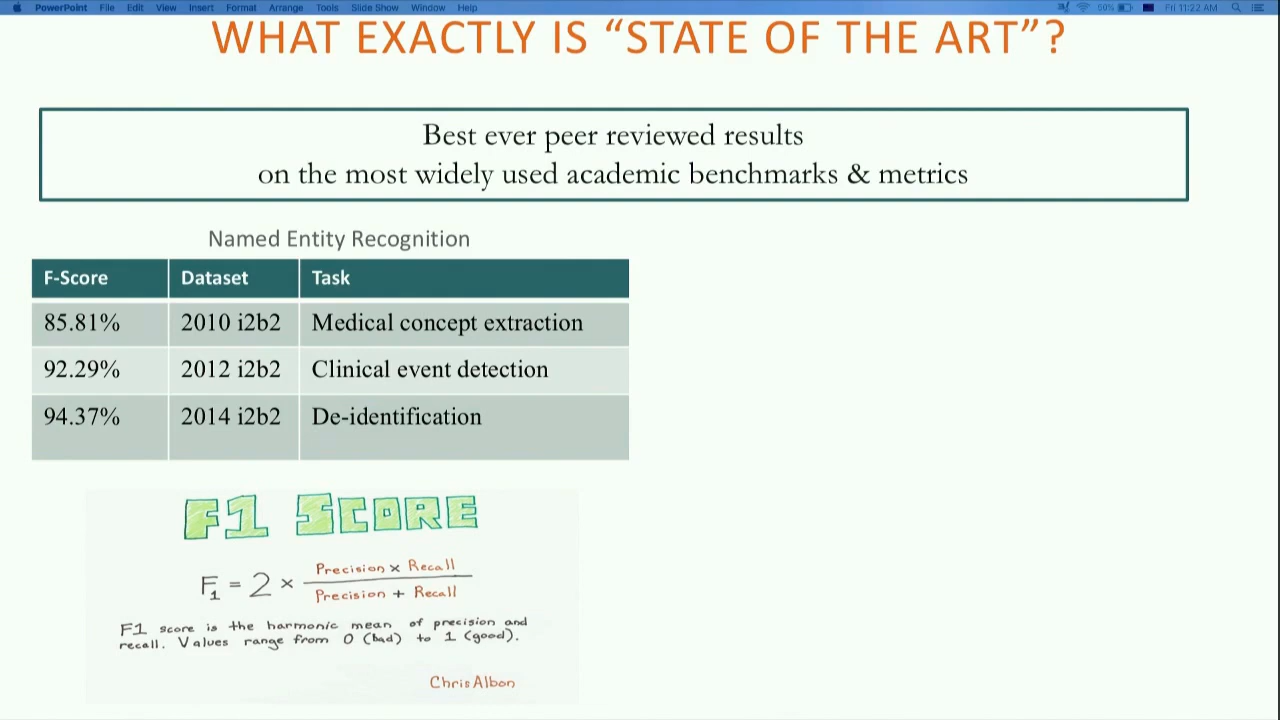 PowerPoint File Edit View Insert Format Arrange Tools Slide Show Window Help 50% Fri 11:22 AM
WHAT EXACTLY IS “STATE OF THE ART”?
Best ever peer reviewed results
on the most widely used academic benchmarks & metrics
Named Entity Recognition
F-Score Dataset Task
85.81% 2010 i2b2 Medical concept extraction
92.29% 2012 i2b2 Clinical event detection
94.37% 2014 i2b2 De-identification
F1 SCORE
F1 = 2 × Precision × Recall
Precision + Recall
F1 score is the harmonic mean of precision and
recall. Values range from 0 (bad) to 1 (good).
Chris Albon